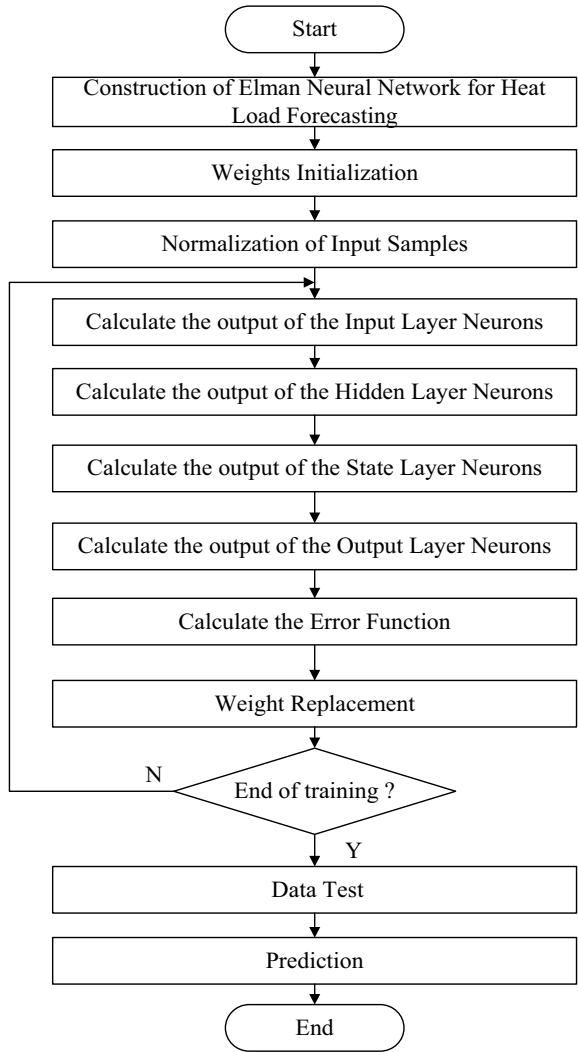 Start
Construction of Elman Neural Network for Heat
Load Forecasting
Weights Initialization
Normalization of Input Samples
Calculate the output of the Input Layer Neurons
Calculate the output of the Hidden Layer Neurons
Calculate the output of the State Layer Neurons
Calculate the output of the Output Layer Neurons
Calculate the Error Function
Weight Replacement
N
End of training ?
Y
Data Test
Prediction
End